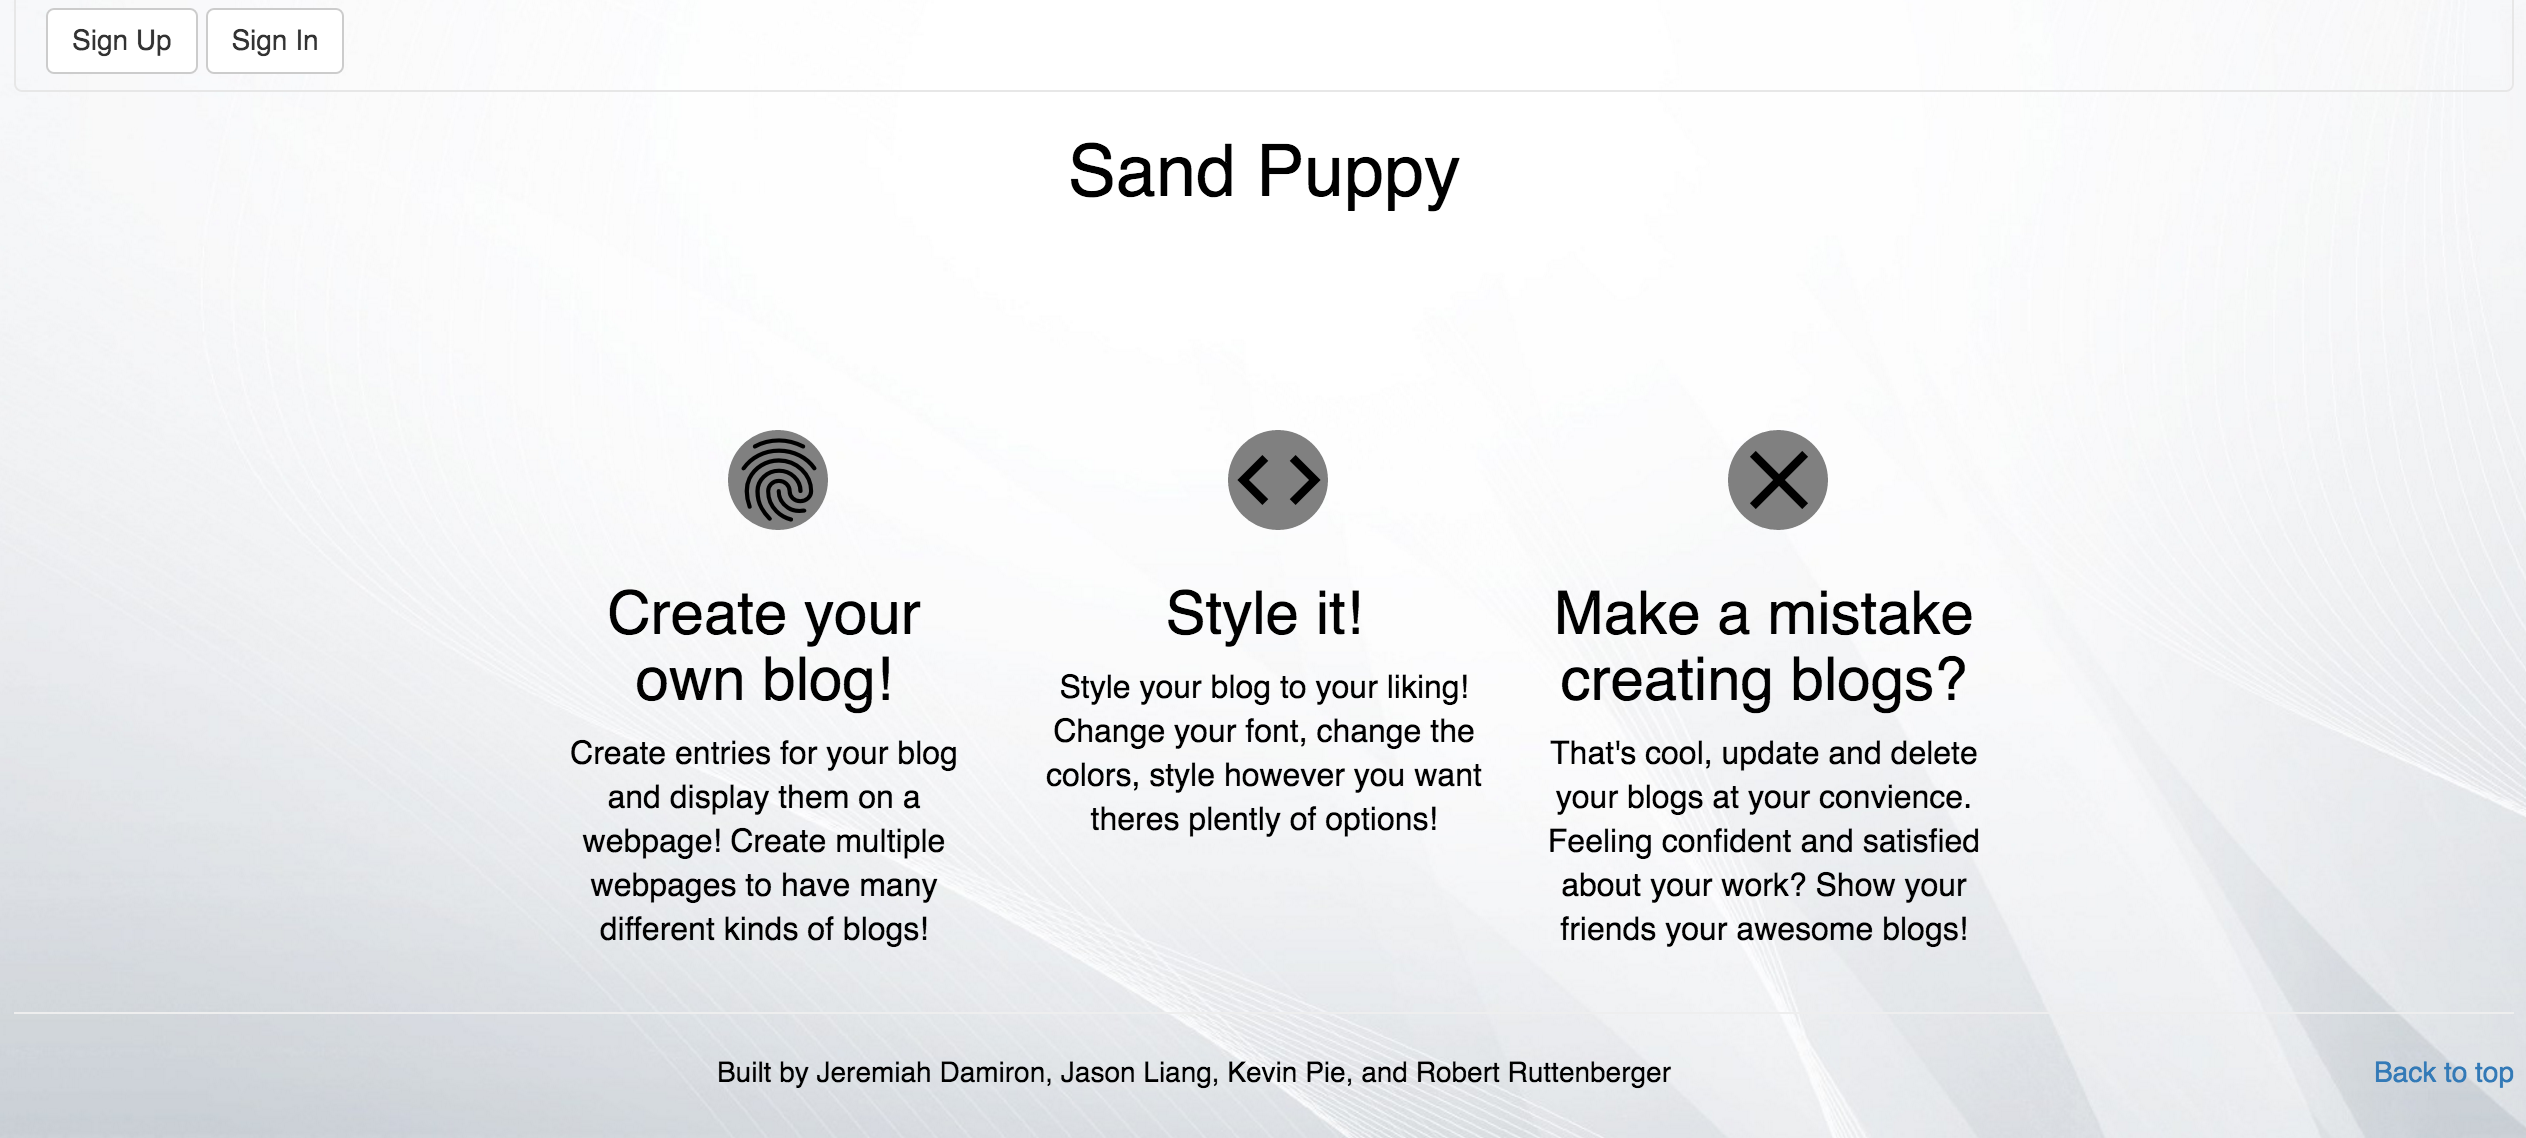 Sign Up Sign In
Sand Puppy
Create your
own blog!
Create entries for your blog
and display them on a
webpage! Create multiple
webpages to have many
different kinds of blogs!
Style it!
Style your blog to your liking!
Change your font, change the
colors, style however you want
theres plently of options!
Make a mistake
creating blogs?
That's cool, update and delete
your blogs at your convience.
Feeling confident and satisfied
about your work? Show your
friends your awesome blogs!
Built by Jeremiah Damiron, Jason Liang, Kevin Pie, and Robert Ruttenberger
Back to top